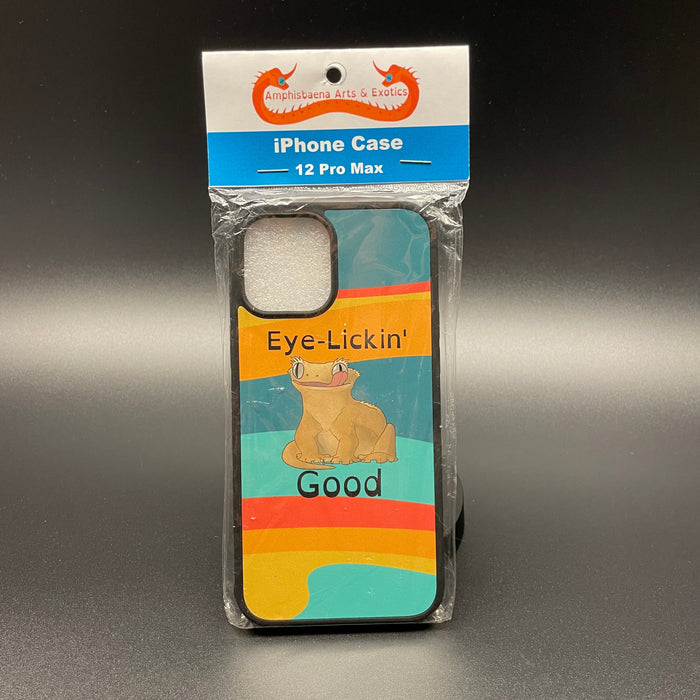 Amphisbaena Arts & Exotics
iPhone Case
12 Pro Max
Eye-Lickin'
Good